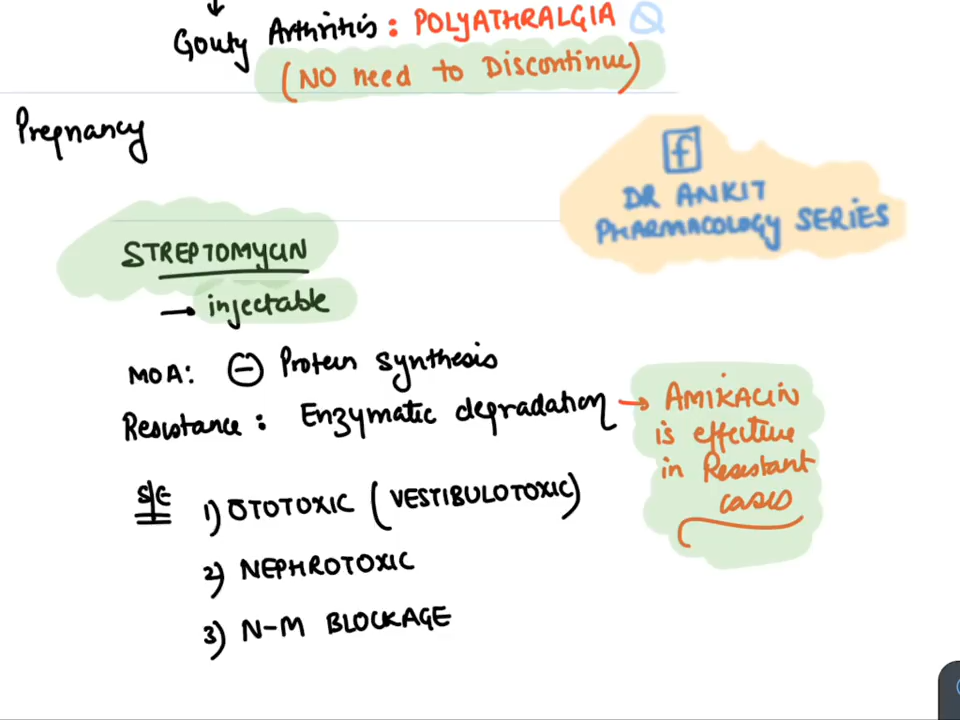 Gouty Arthritis : POLYATHRALGIA
(NO need to Discontinue)
Pregnancy
f
DR ANKIT
PHARMACOLOGY SERIES
STREPTOMYCIN
→ injectable
MOA: ⊖ Protein synthesis
Resistance : Enzymatic degradation → AMIKACIN
is effective
in Resistant
cases
S/E
1) OTOTOXIC (VESTIBULOTOXIC)
2) NEPHROTOXIC
3) N-M BLOCKAGE